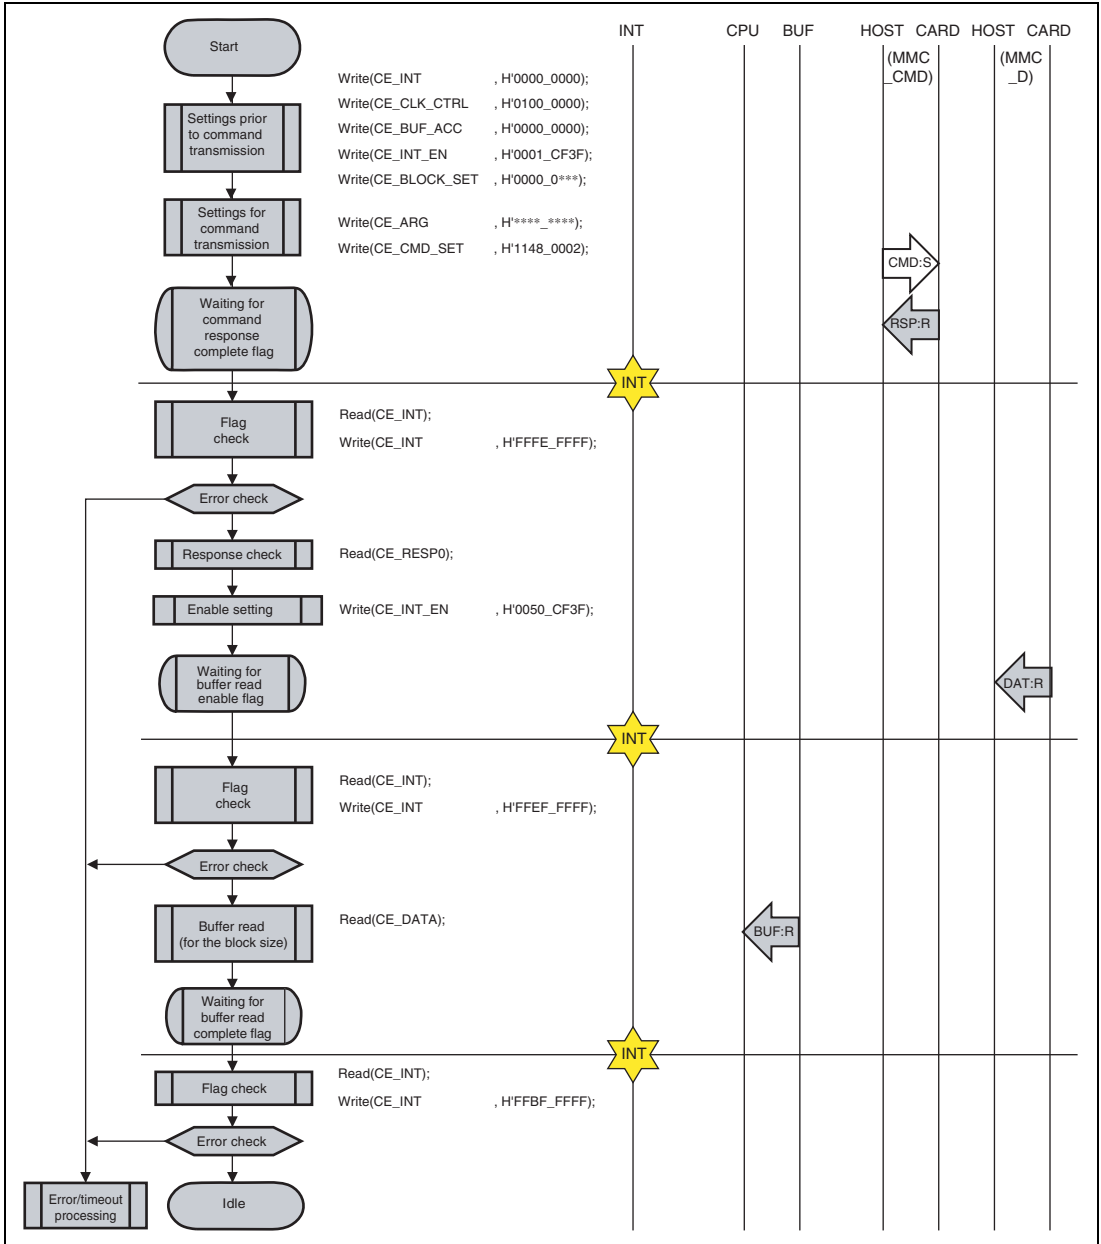 INT CPU BUF HOST CARD HOST CARD
(MMC
_CMD)
(MMC
_D)
Start
Write(CE_INT , H'0000_0000);
Write(CE_CLK_CTRL , H'0100_0000);
Write(CE_BUF_ACC , H'0000_0000);
Write(CE_INT_EN , H'0001_CF3F);
Write(CE_BLOCK_SET , H'0000_0***);
Settings prior
to command
transmission
Settings for
command
transmission
Write(CE_ARG , H'****_****);
Write(CE_CMD_SET , H'1148_0002);
CMD:S
Waiting for
command
response
complete flag
RSP:R
INT
Flag
check
Read(CE_INT);
Write(CE_INT , H'FFFE_FFFF);
Error check
Response check
Read(CE_RESP0);
Enable setting
Write(CE_INT_EN , H'0050_CF3F);
Waiting for
buffer read
enable flag
DAT:R
INT
Flag
check
Read(CE_INT);
Write(CE_INT , H'FFEF_FFFF);
Error check
Buffer read
(for the block size)
Read(CE_DATA);
BUF:R
Waiting for
buffer read
complete flag
INT
Flag check
Read(CE_INT);
Write(CE_INT , H'FFBF_FFFF);
Error check
Error/timeout
processing
Idle